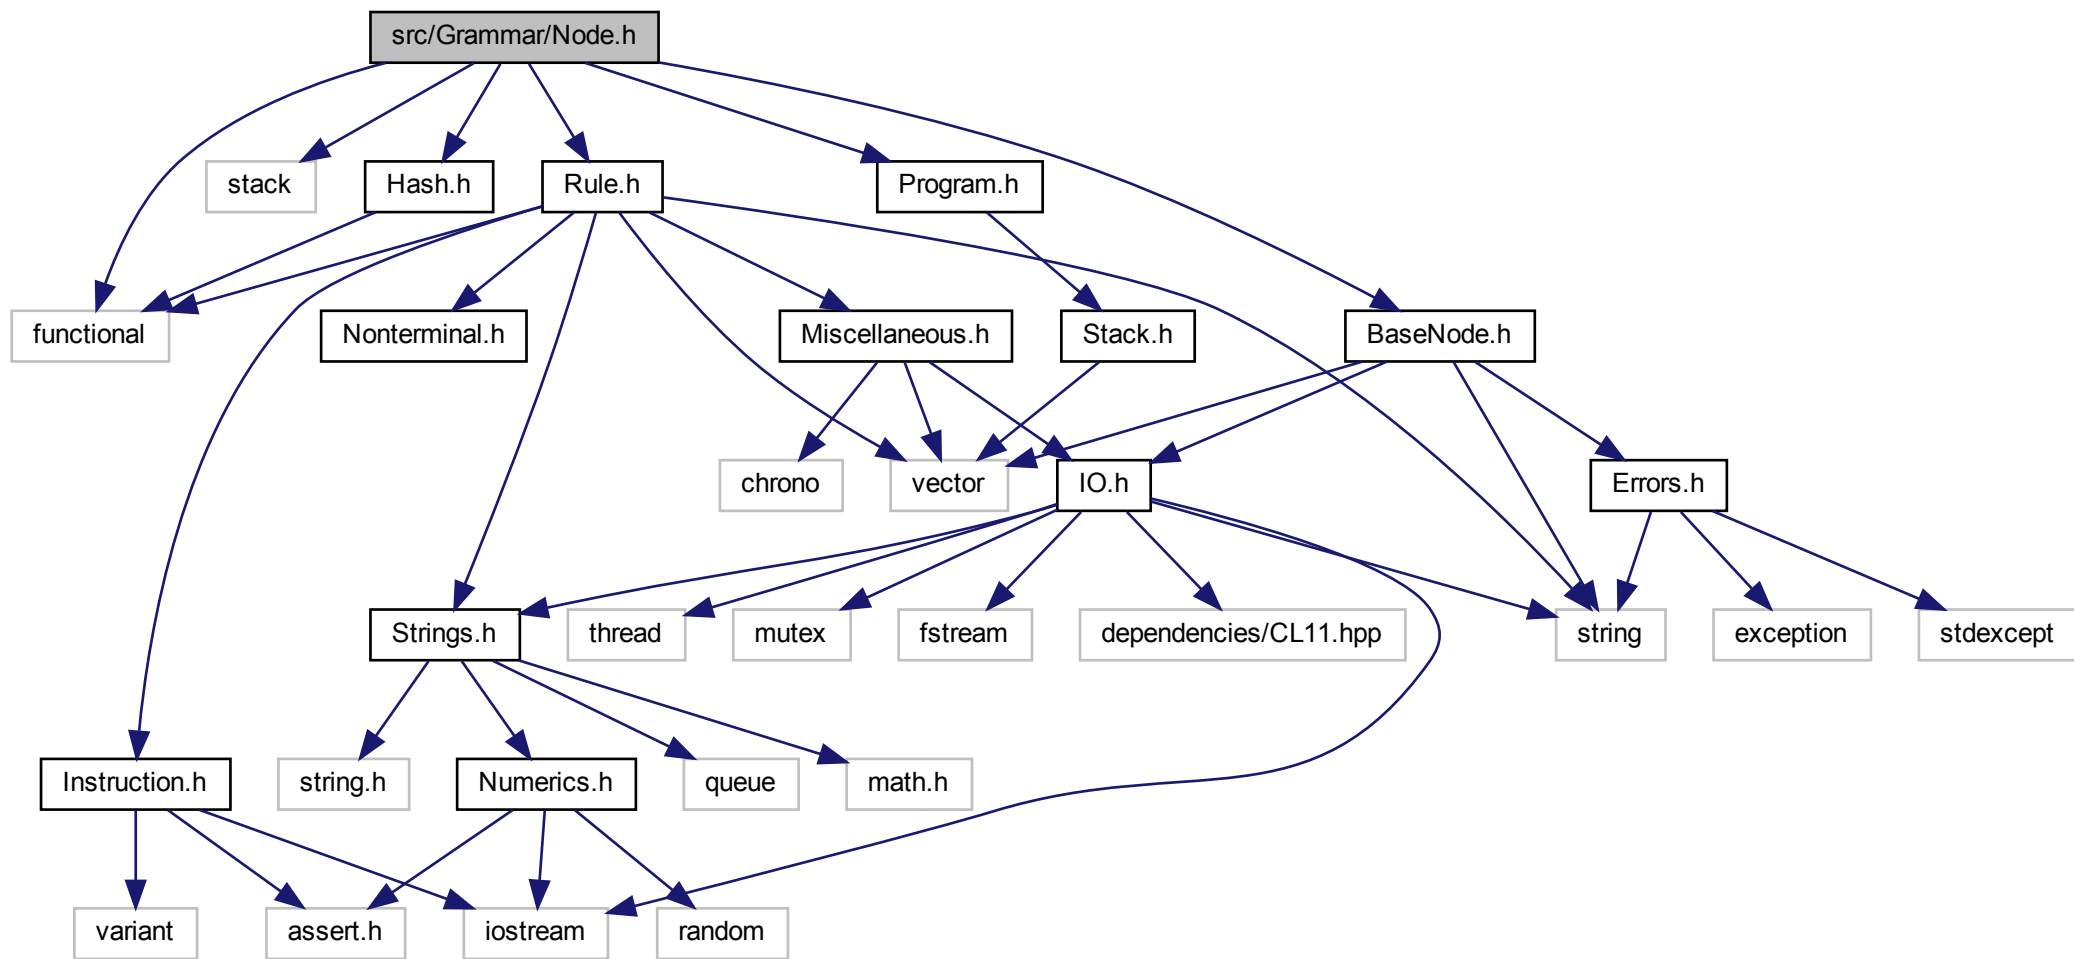 src/Grammar/Node.h
stack
Hash.h
Rule.h
Program.h
functional
Nonterminal.h
Miscellaneous.h
Stack.h
BaseNode.h
chrono
vector
IO.h
Errors.h
Strings.h
thread
mutex
fstream
dependencies/CL11.hpp
string
exception
stdexcept
Instruction.h
string.h
Numerics.h
queue
math.h
variant
assert.h
iostream
random